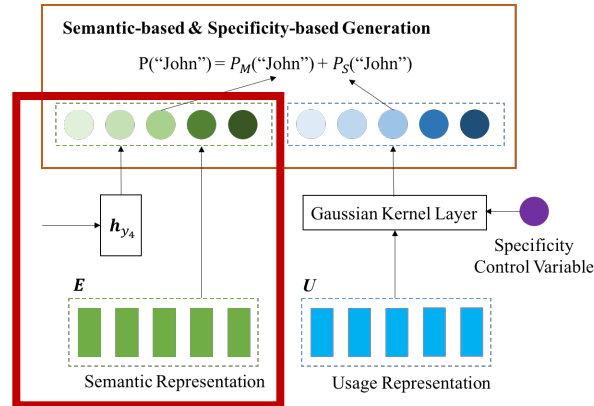 Semantic-based & Specificity-based Generation
P(“John”) = P_M(“John”) + P_S(“John”)
h_{y_4}
Gaussian Kernel Layer
Specificity
Control Variable
E
U
Semantic Representation
Usage Representation